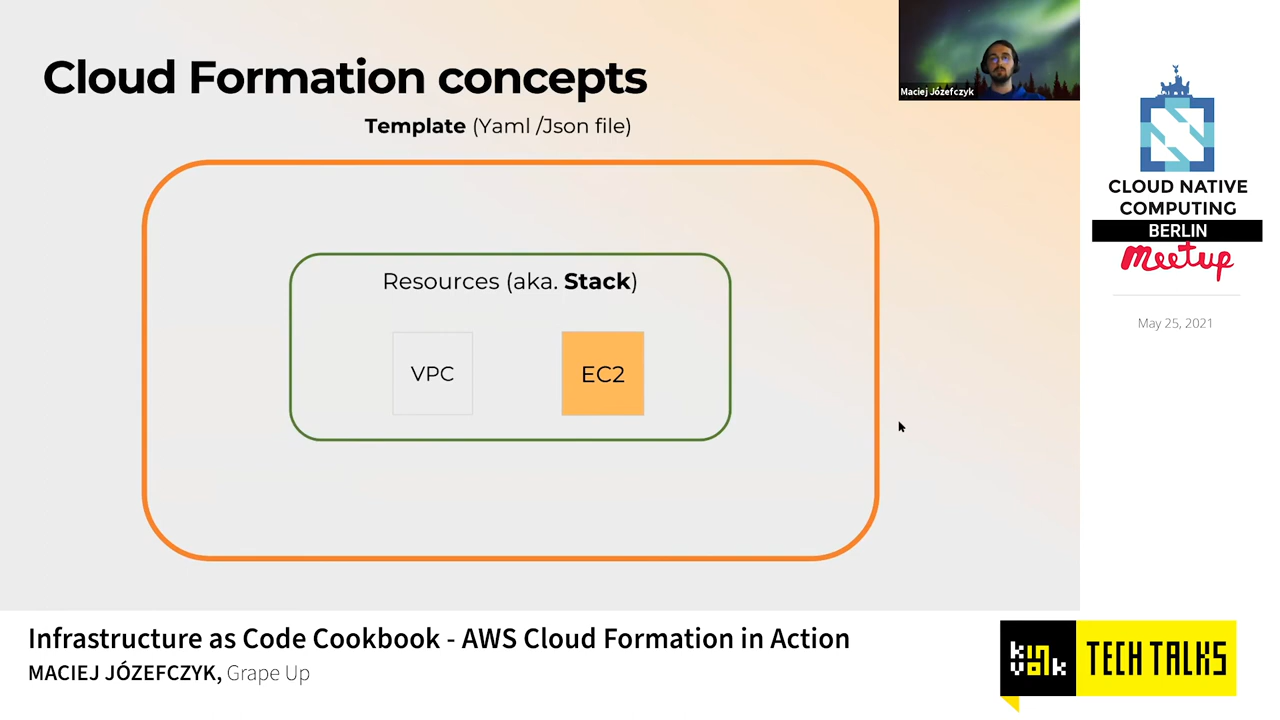 Cloud Formation concepts
Template (Yaml /Json file)
Resources (aka. Stack)
VPC
EC2
Maciej Józefczyk
CLOUD NATIVE
COMPUTING
BERLIN
Meetup
May 25, 2021
Infrastructure as Code Cookbook - AWS Cloud Formation in Action
MACIEJ JÓZEFCZYK, Grape Up
kinvolk
TECH TALKS